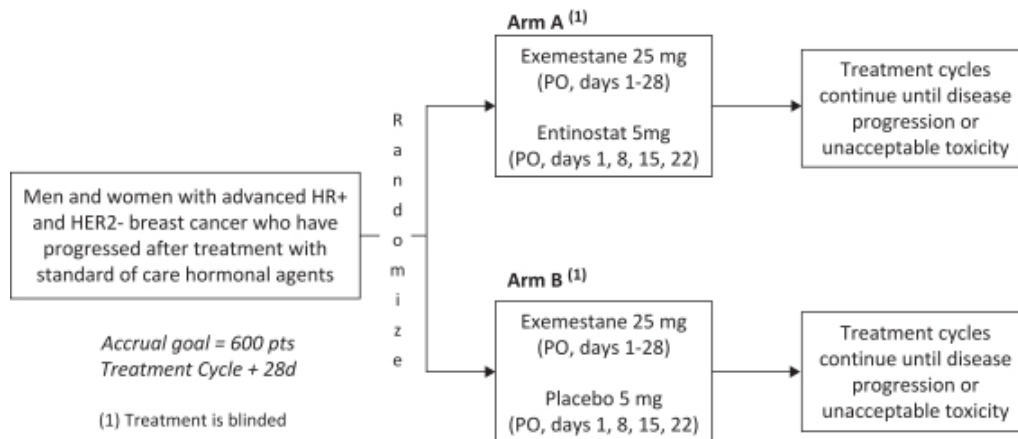 Men and women with advanced HR+
and HER2- breast cancer who have
progressed after treatment with
standard of care hormonal agents
Accrual goal = 600 pts
Treatment Cycle + 28d
(1) Treatment is blinded
Randomize
Arm A (1)
Exemestane 25 mg
(PO, days 1-28)
Entinostat 5mg
(PO, days 1, 8, 15, 22)
Treatment cycles
continue until disease
progression or
unacceptable toxicity
Arm B (1)
Exemestane 25 mg
(PO, days 1-28)
Placebo 5 mg
(PO, days 1, 8, 15, 22)
Treatment cycles
continue until disease
progression or
unacceptable toxicity